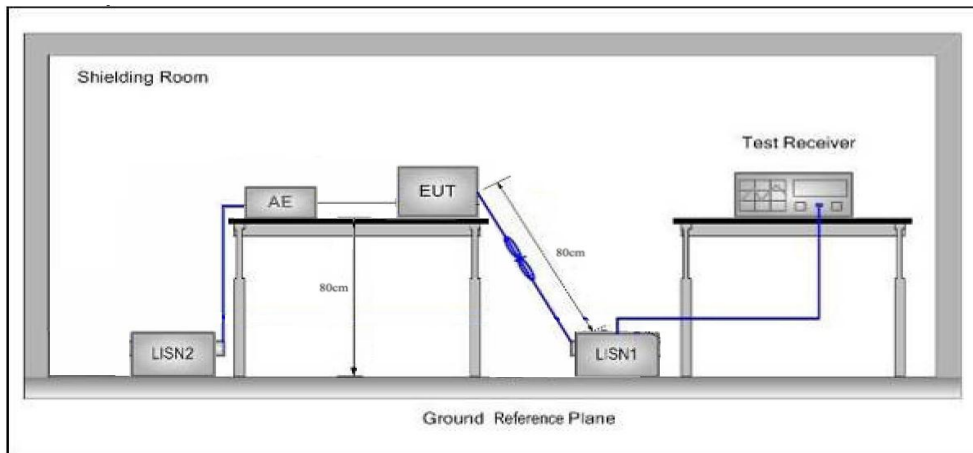 Shielding Room
Test Receiver
EUT
AE
80cm
80cm
LISN2
LISN1
Ground Reference Plane